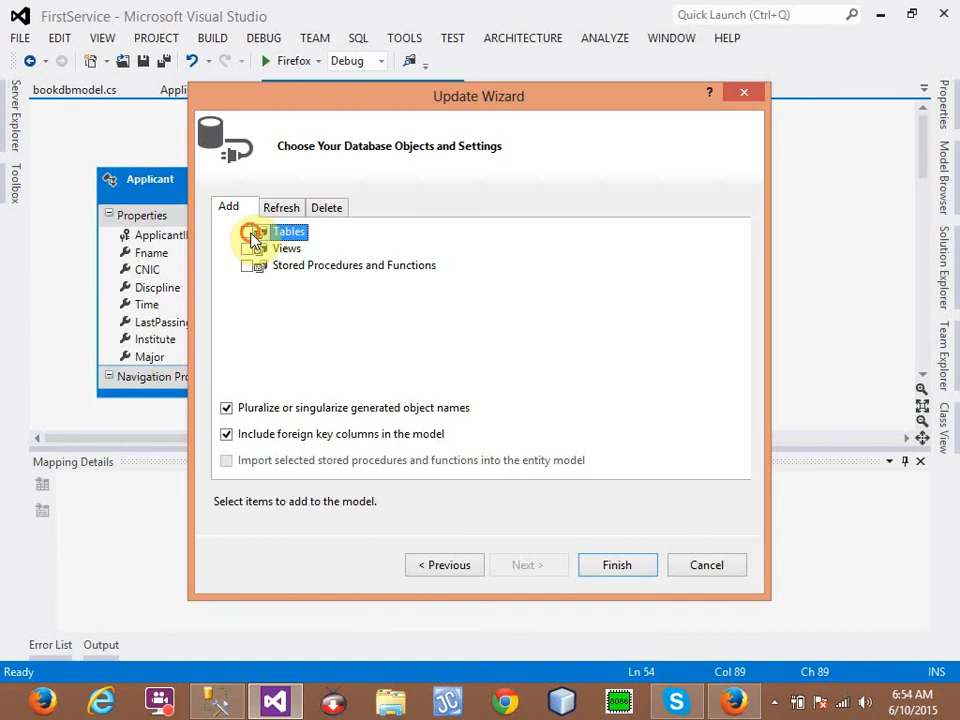 FirstService - Microsoft Visual Studio
Quick Launch (Ctrl+Q)
FILE EDIT VIEW PROJECT BUILD DEBUG TEAM SQL TOOLS TEST ARCHITECTURE ANALYZE WINDOW HELP
Firefox Debug
bookdbmodel.cs Appli
Update Wizard
?
Choose Your Database Objects and Settings
Add Refresh Delete
Tables
Views
Stored Procedures and Functions
Pluralize or singularize generated object names
Include foreign key columns in the model
Import selected stored procedures and functions into the entity model
Select items to add to the model.
< Previous Next > Finish Cancel
Server Explorer
Toolbox
Applicant
Properties
ApplicantI
Fname
CNIC
Discpline
Time
LastPassing
Institute
Major
Navigation Pro
Properties
Model Browser
Solution Explorer
Team Explorer
Class View
Mapping Details
Error List Output
Ready Ln 54 Col 89 Ch 89 INS
8086
6:54 AM
6/10/2015